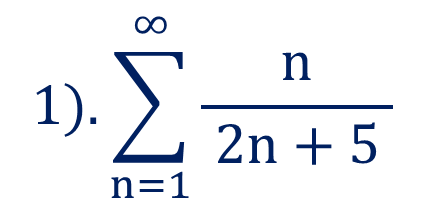 1). ∞∑n=1 n/(2n + 5)